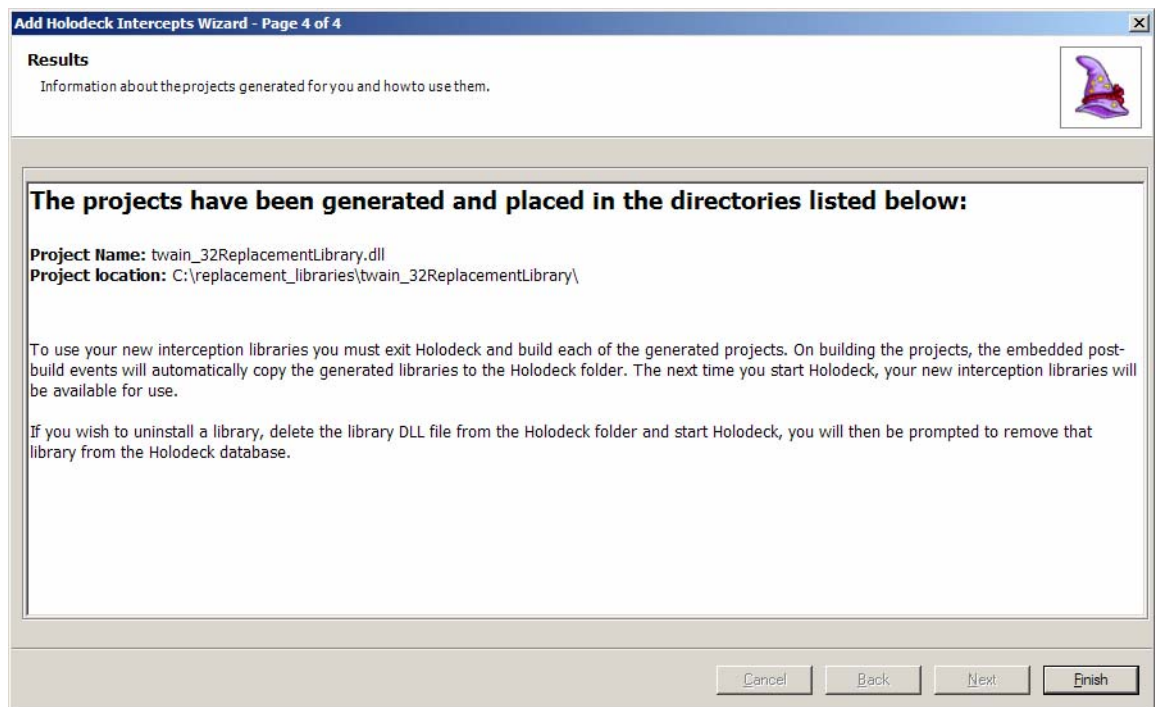 Add Holodeck Intercepts Wizard - Page 4 of 4
Results
Information about the projects generated for you and how to use them.
The projects have been generated and placed in the directories listed below:
Project Name: twain_32ReplacementLibrary.dll
Project location: C:\replacement_libraries\twain_32ReplacementLibrary\
To use your new interception libraries you must exit Holodeck and build each of the generated projects. On building the projects, the embedded post-
build events will automatically copy the generated libraries to the Holodeck folder. The next time you start Holodeck, your new interception libraries will
be available for use.
If you wish to uninstall a library, delete the library DLL file from the Holodeck folder and start Holodeck, you will then be prompted to remove that
library from the Holodeck database.
Cancel Back Next Finish